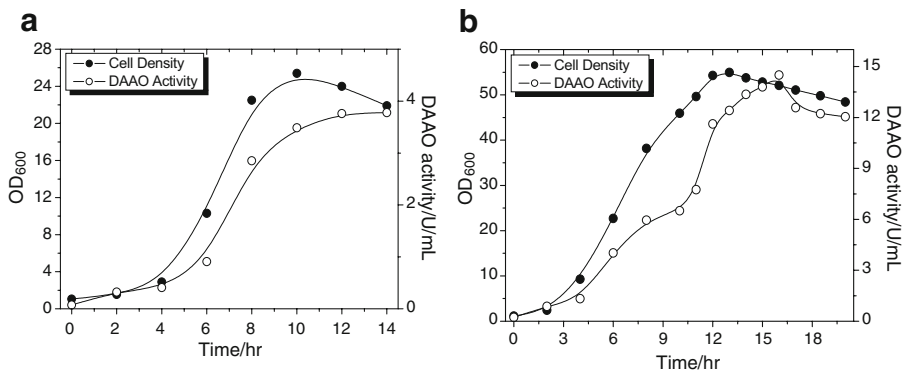 a
28
24
20
16
12
8
4
0
OD600
Cell Density
DAAO Activity
4
2
0
DAAO activity/U/mL
0 2 4 6 8 10 12 14
Time/hr
b
60
50
40
30
20
10
0
OD600
Cell Density
DAAO Activity
15
12
9
6
3
0
DAAO activity/U/mL
0 3 6 9 12 15 18
Time/hr